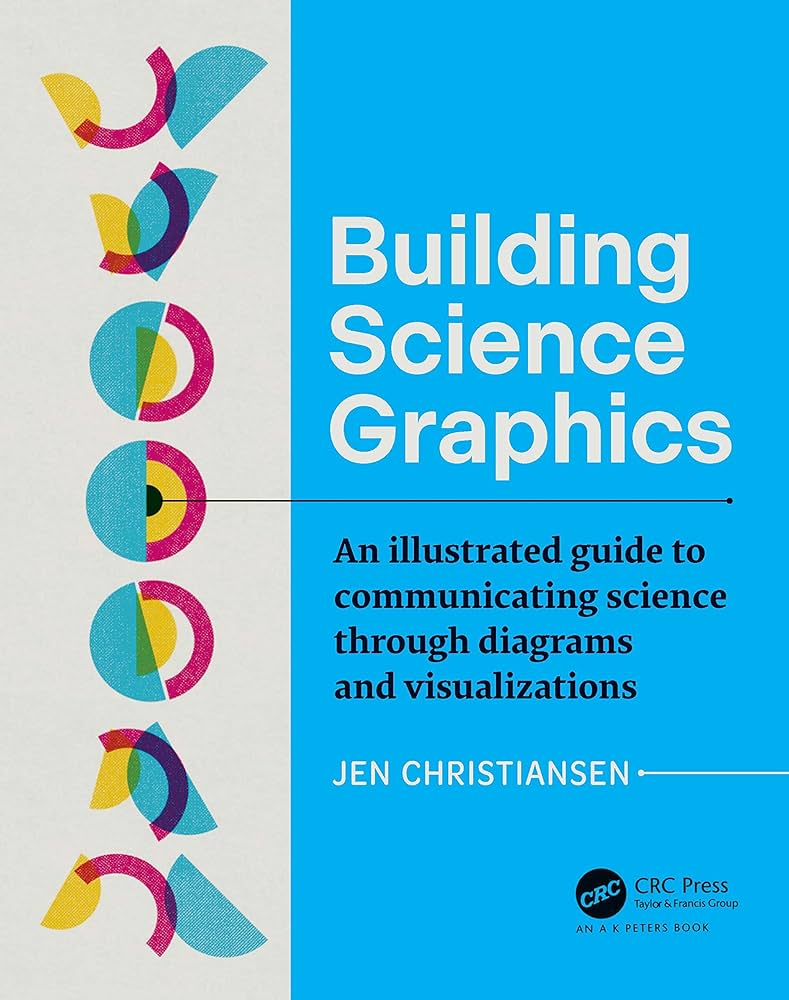 Building
Science
Graphics
An illustrated guide to
communicating science
through diagrams
and visualizations
JEN CHRISTIANSEN
CRC
CRC Press
Taylor & Francis Group
AN A K PETERS BOOK